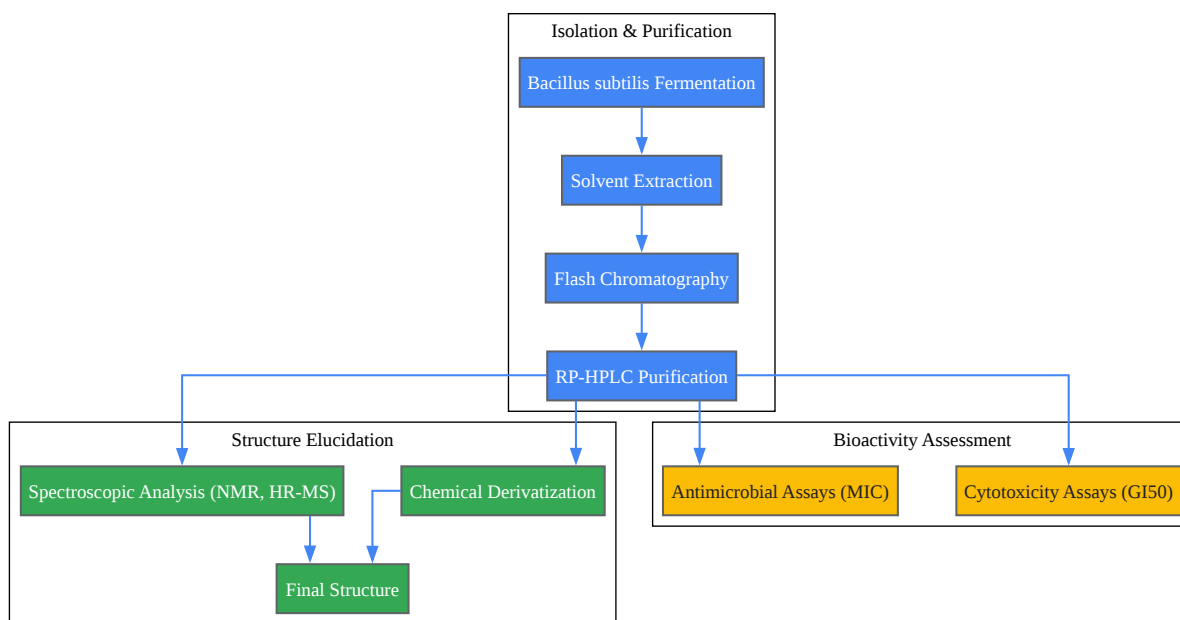 Isolation & Purification
Bacillus subtilis Fermentation
Solvent Extraction
Flash Chromatography
RP-HPLC Purification
Structure Elucidation
Spectroscopic Analysis (NMR, HR-MS)
Chemical Derivatization
Final Structure
Bioactivity Assessment
Antimicrobial Assays (MIC)
Cytotoxicity Assays (GI50)